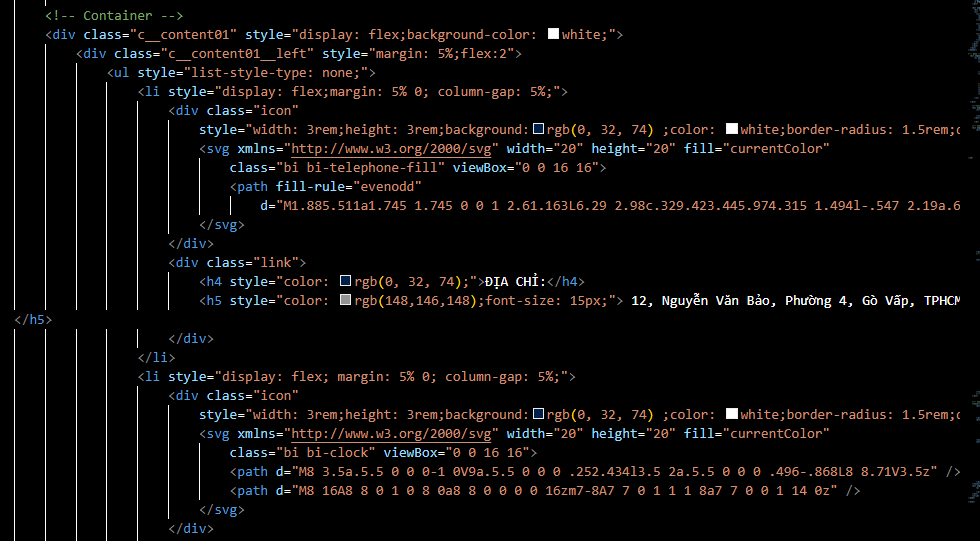 <!-- Container -->
<div class="c__content01" style="display: flex;background-color: white;">
<div class="c__content01__left" style="margin: 5%;flex:2">
<ul style="list-style-type: none;">
<li style="display: flex;margin: 5% 0; column-gap: 5%;">
<div class="icon"
style="width: 3rem;height: 3rem;background:rgb(0, 32, 74) ;color: white;border-radius: 1.5rem;d
<svg xmlns="http://www.w3.org/2000/svg" width="20" height="20" fill="currentColor"
class="bi bi-telephone-fill" viewBox="0 0 16 16">
<path fill-rule="evenodd"
d="M1.885.511a1.745 1.745 0 0 1 2.61.163L6.29 2.98c.329.423.445.974.315 1.494l-.547 2.19a.6
</svg>
</div>
<div class="link">
<h4 style="color: rgb(0, 32, 74);">ĐỊA CHỈ:</h4>
<h5 style="color: rgb(148,146,148);font-size: 15px;"> 12, Nguyễn Văn Bảo, Phường 4, Gò Vấp, TPHCM
</h5>
</div>
</li>
<li style="display: flex; margin: 5% 0; column-gap: 5%;">
<div class="icon"
style="width: 3rem;height: 3rem;background:rgb(0, 32, 74) ;color: white;border-radius: 1.5rem;d
<svg xmlns="http://www.w3.org/2000/svg" width="20" height="20" fill="currentColor"
class="bi bi-clock" viewBox="0 0 16 16">
<path d="M8 3.5a.5.5 0 0 0-1 0V9a.5.5 0 0 0 .252.434l3.5 2a.5.5 0 0 0 .496-.868L8 8.71V3.5z" />
<path d="M8 16A8 8 0 1 0 8 0a8 8 0 0 0 0 16zm7-8A7 7 0 1 1 1 8a7 7 0 0 1 14 0z" />
</svg>
</div>